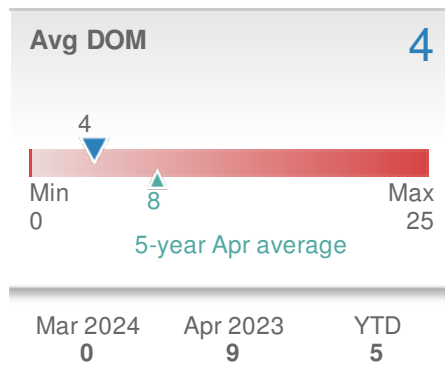 Avg DOM 4
4
8
Min Max
0 25
5-year Apr average
Mar 2024 Apr 2023 YTD
0 9 5